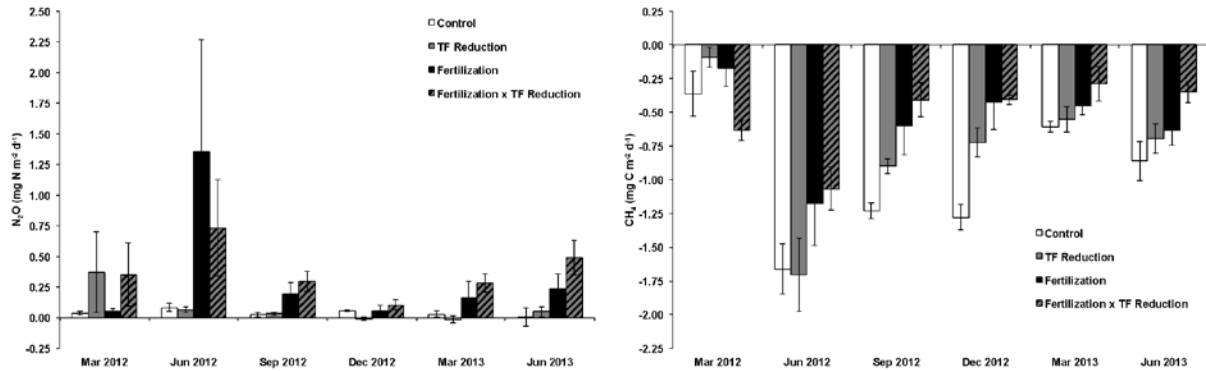 2.50
2.25
2.00
1.75
1.50
1.25
1.00
0.75
0.50
0.25
0.00
-0.25
N₂O (mg N m⁻² d⁻¹)
Control
TF Reduction
Fertilization
Fertilization x TF Reduction
Mar 2012 Jun 2012 Sep 2012 Dec 2012 Mar 2013 Jun 2013
0.25
0.00
-0.25
-0.50
-0.75
-1.00
-1.25
-1.50
-1.75
-2.00
-2.25
CH₄ (mg C m⁻² d⁻¹)
Control
TF Reduction
Fertilization
Fertilization x TF Reduction
Mar 2012 Jun 2012 Sep 2012 Dec 2012 Mar 2013 Jun 2013